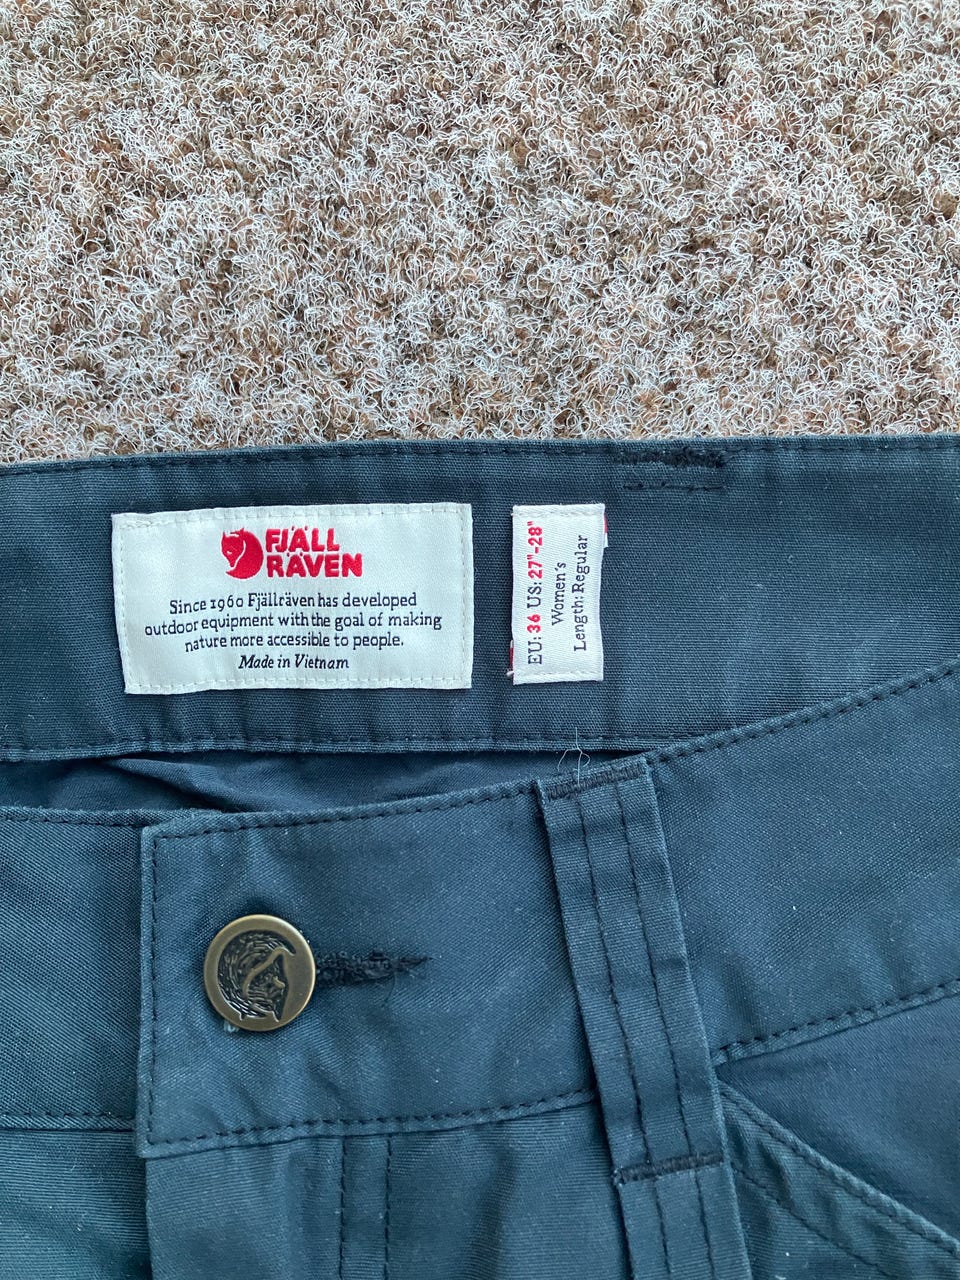 FJÄLL
RÄVEN
Since 1960 Fjällräven has developed
outdoor equipment with the goal of making
nature more accessible to people.
Made in Vietnam
EU: 36 US: 27"-28"
Women's
Length: Regular